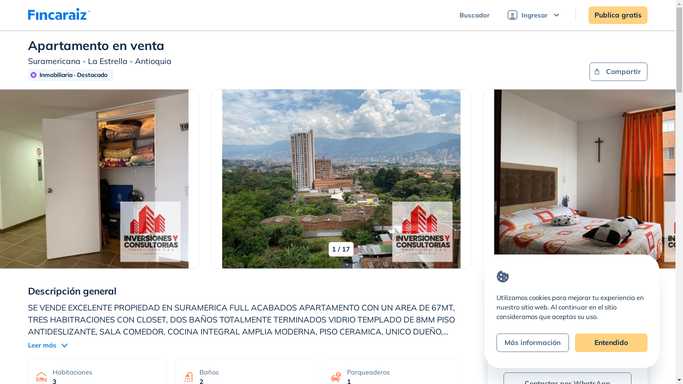 Fincaraiz
Buscador
Ingresar
Publica gratis
Apartamento en venta
Suramericana - La Estrella - Antioquia
Inmobiliaria · Destacado
Compartir
INVERSIONES Y
CONSULTORIAS
INVERSIONES Y
CONSULTORIAS
1 / 17
INVERSI
CONSULT
Descripción general
SE VENDE EXCELENTE PROPIEDAD EN SURAMERICA FULL ACABADOS APARTAMENTO CON UN AREA DE 67MT,
TRES HABITRACIONES CON CLOSET, DOS BAÑOS TOTALMENTE TERMINADOS VIDRO TEMPLADO DE 8MM PISO
ANTIDESLIZANTE, SALA COMEDOR, COCINA INTEGRAL AMPLIA MODERNA, PISO CERAMICA, UNICO DUEÑO,...
Leer más
Habitaciones
3
Baños
2
Parqueaderos
1
Utilizamos cookies para mejorar tu experiencia en
nuestro sitio web. Al continuar en el sitio
consideramos que aceptas su uso.
Más información
Entendido
Contactar por WhatsApp